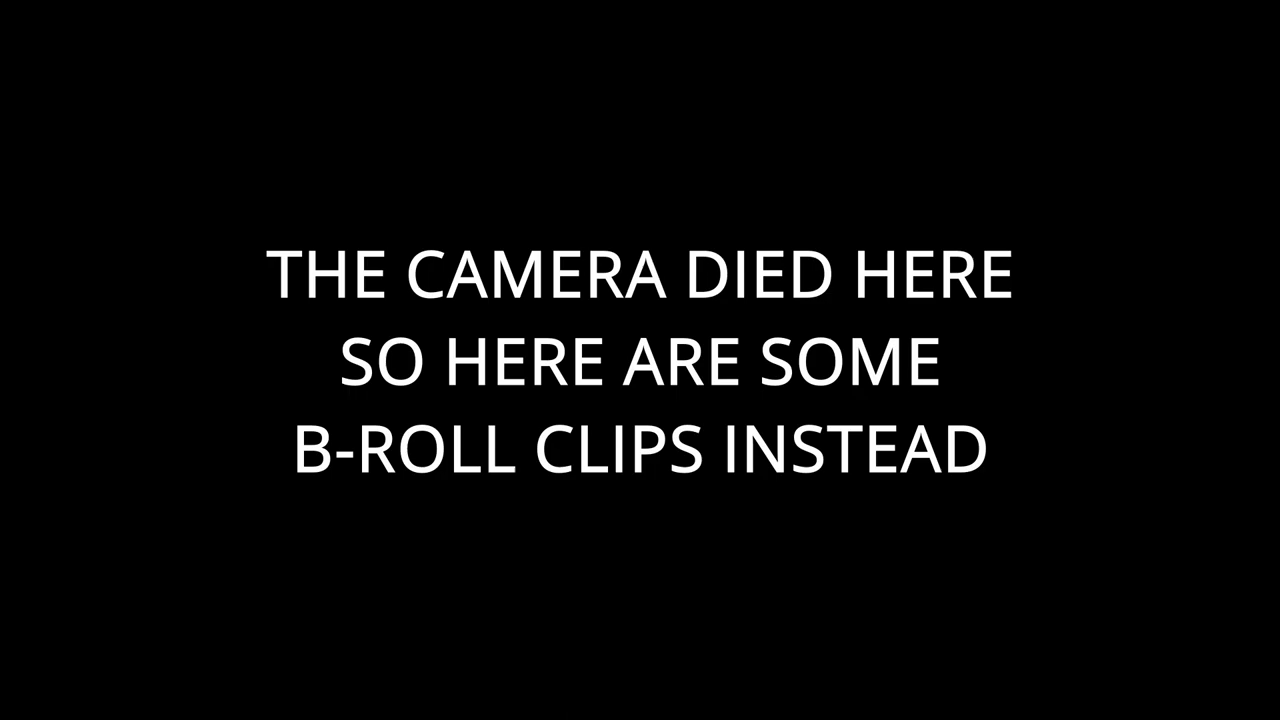 THE CAMERA DIED HERE
SO HERE ARE SOME
B-ROLL CLIPS INSTEAD